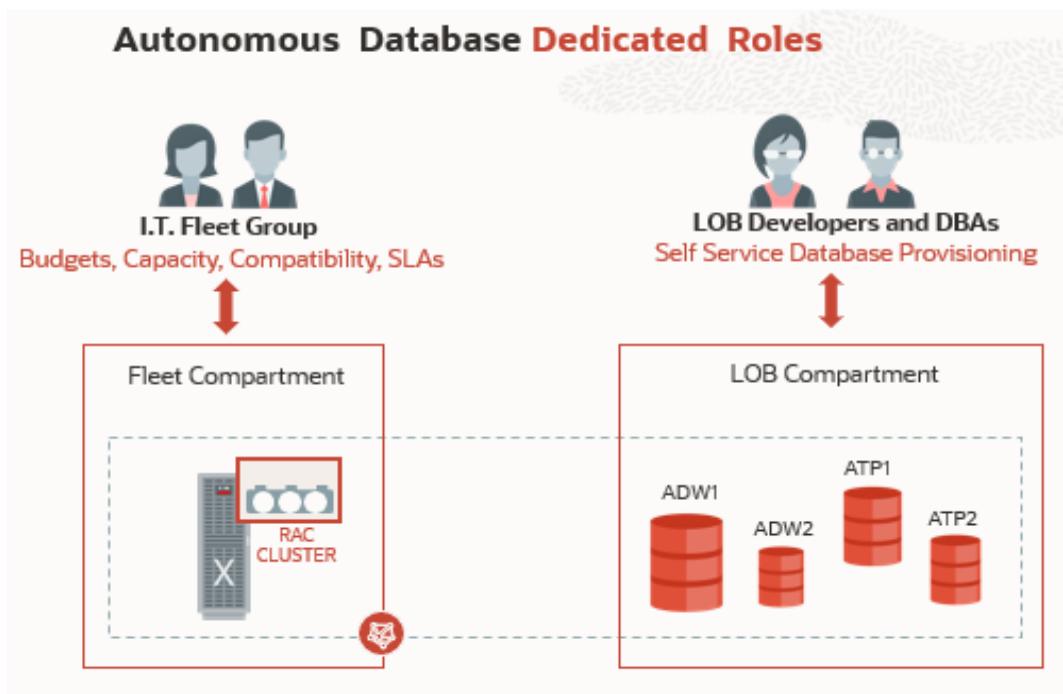 Autonomous Database Dedicated Roles
I.T. Fleet Group
Budgets, Capacity, Compatibility, SLAs
LOB Developers and DBAs
Self Service Database Provisioning
Fleet Compartment
RAC
CLUSTER
X
LOB Compartment
ADW1
ADW2
ATP1
ATP2